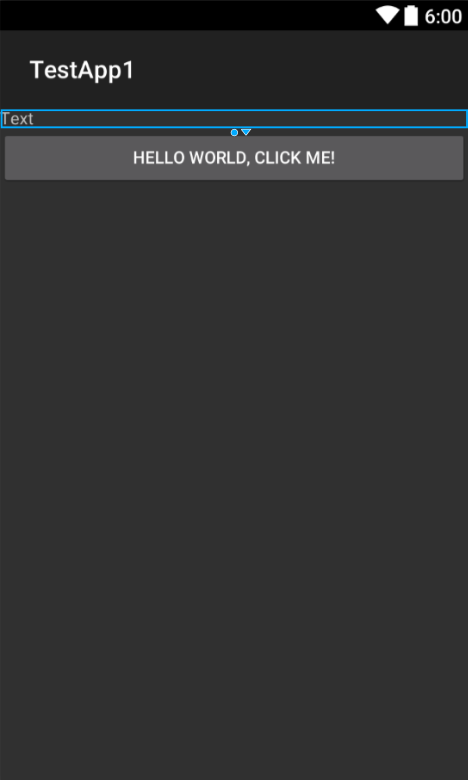 6:00
TestApp1
Text
HELLO WORLD, CLICK ME!